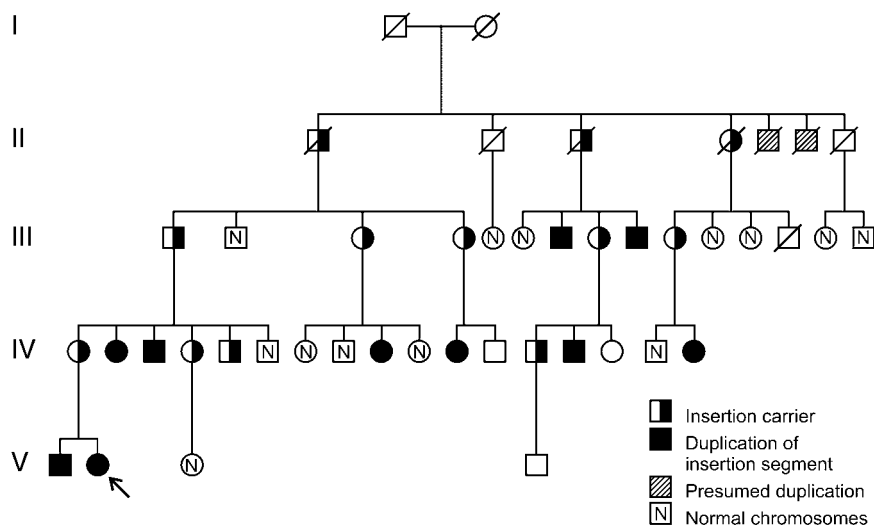 I
II
III N N N N N N N
IV N N N N N
V N
Insertion carrier
Duplication of
insertion segment
Presumed duplication
N Normal chromosomes